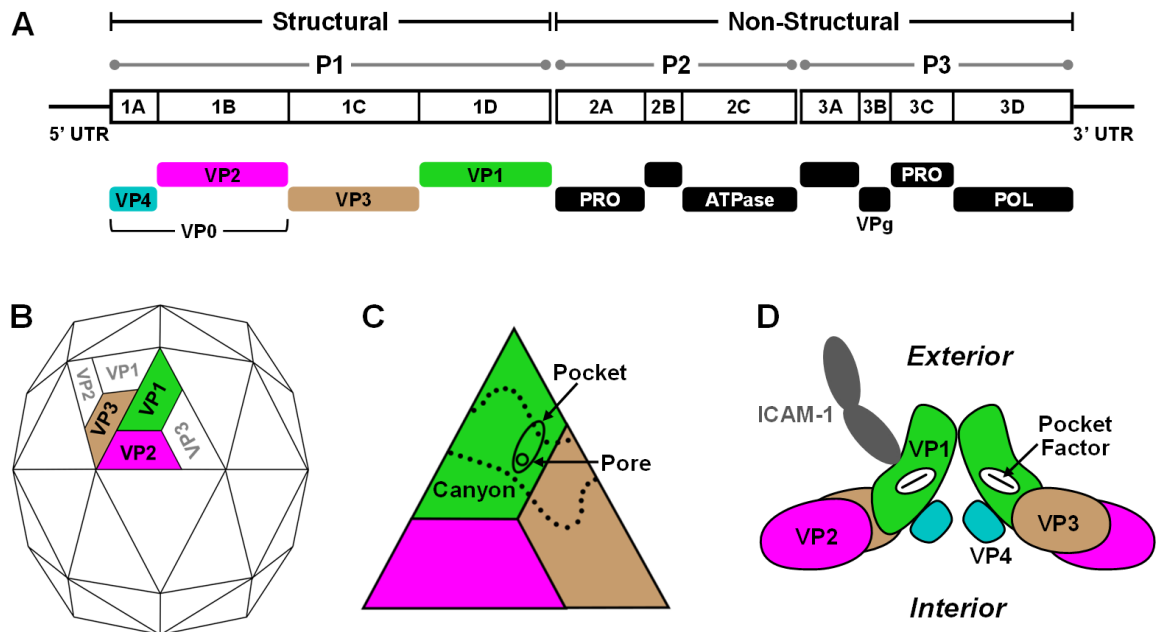 A
Structural
Non-Structural
P1
P2
P3
1A 1B 1C 1D 2A 2B 2C 3A 3B 3C 3D
5’ UTR
3’ UTR
VP2
VP1
PRO
VP4
VP3
PRO
ATPase
POL
VP0
VPg
B
VP1
VP2
VP1
VP3
VP3
VP2
C
Pocket
Pore
Canyon
D
Exterior
ICAM-1
VP1
Pocket
Factor
VP2
VP3
VP4
Interior